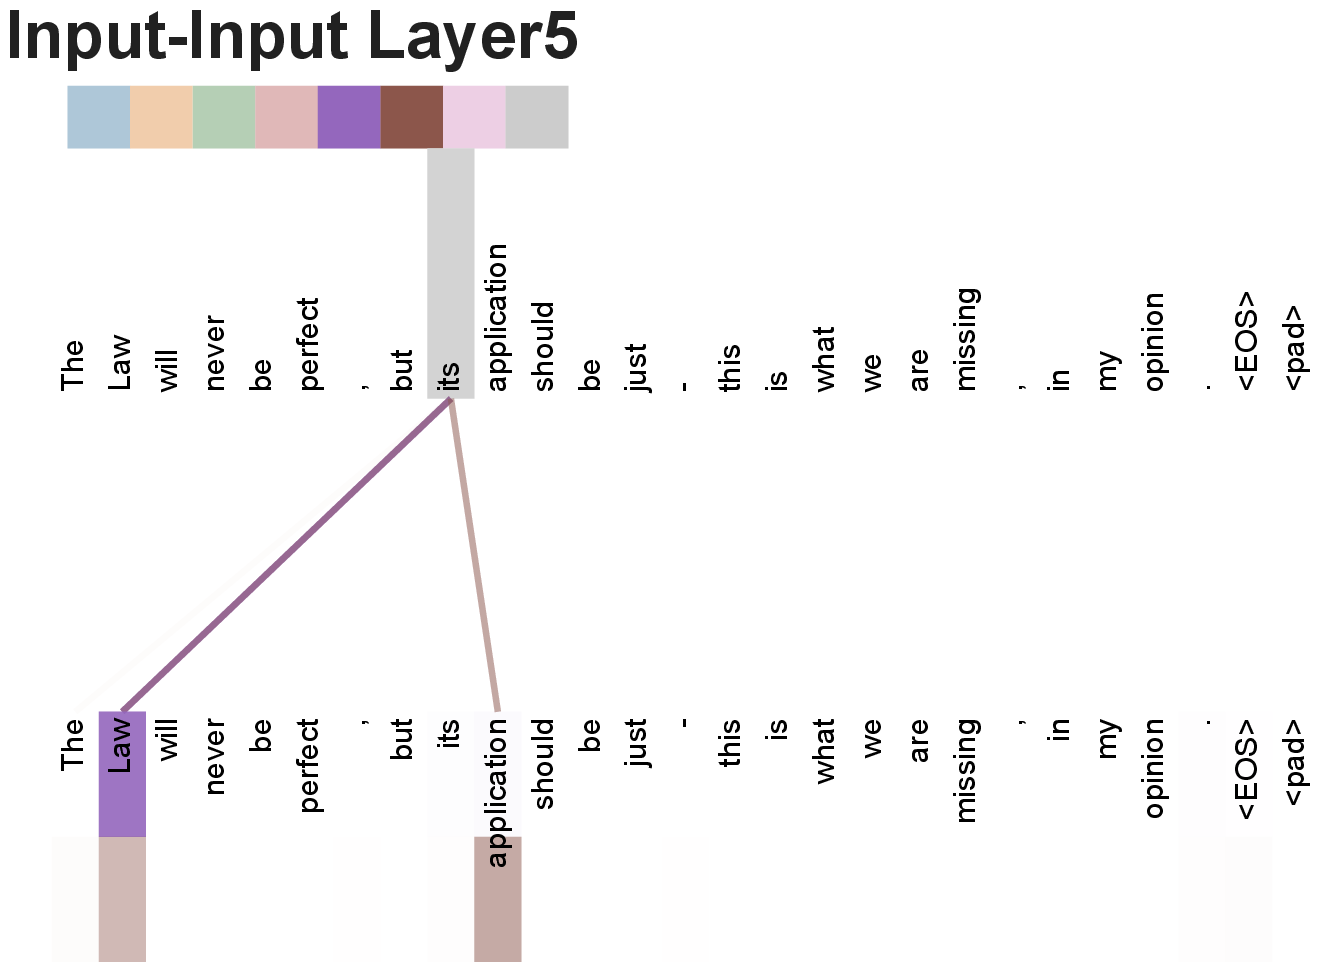 Input-Input Layer5
The Law will never be perfect , but its application should be just - this is what we are missing , in my opinion . <EOS> <pad>
The Law will never be perfect , but its application should be just - this is what we are missing , in my opinion . <EOS> <pad>